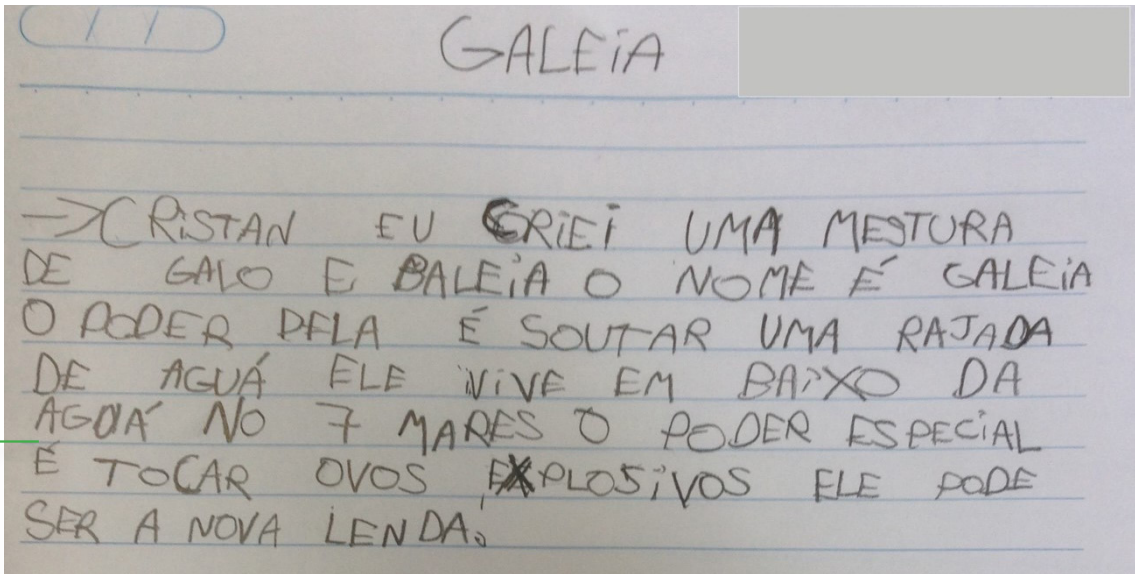 GALEIA
→CRISTAN EU CRIEI UMA MESTURA
DE GALO E BALEIA O NOME É GALEIA
O PODER DELA É SOUTAR UMA RAJADA
DE AGUÁ ELE VIVE EM BAIXO DA
AGUÁ NO 7 MARES O PODER ESPECIAL
É TOCAR OVOS EXPLOSIVOS ELE PODE
SER A NOVA LENDA.